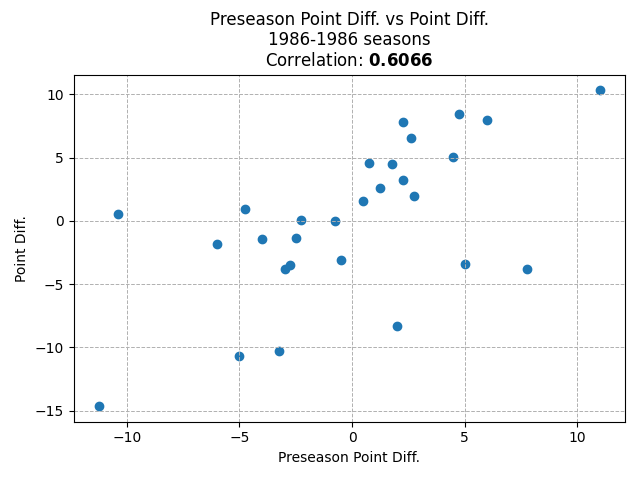 Preseason Point Diff. vs Point Diff.
1986-1986 seasons
Correlation: 0.6066
10
5
0
−5
−10
−15
Point Diff.
−10
−5
0
5
10
Preseason Point Diff.